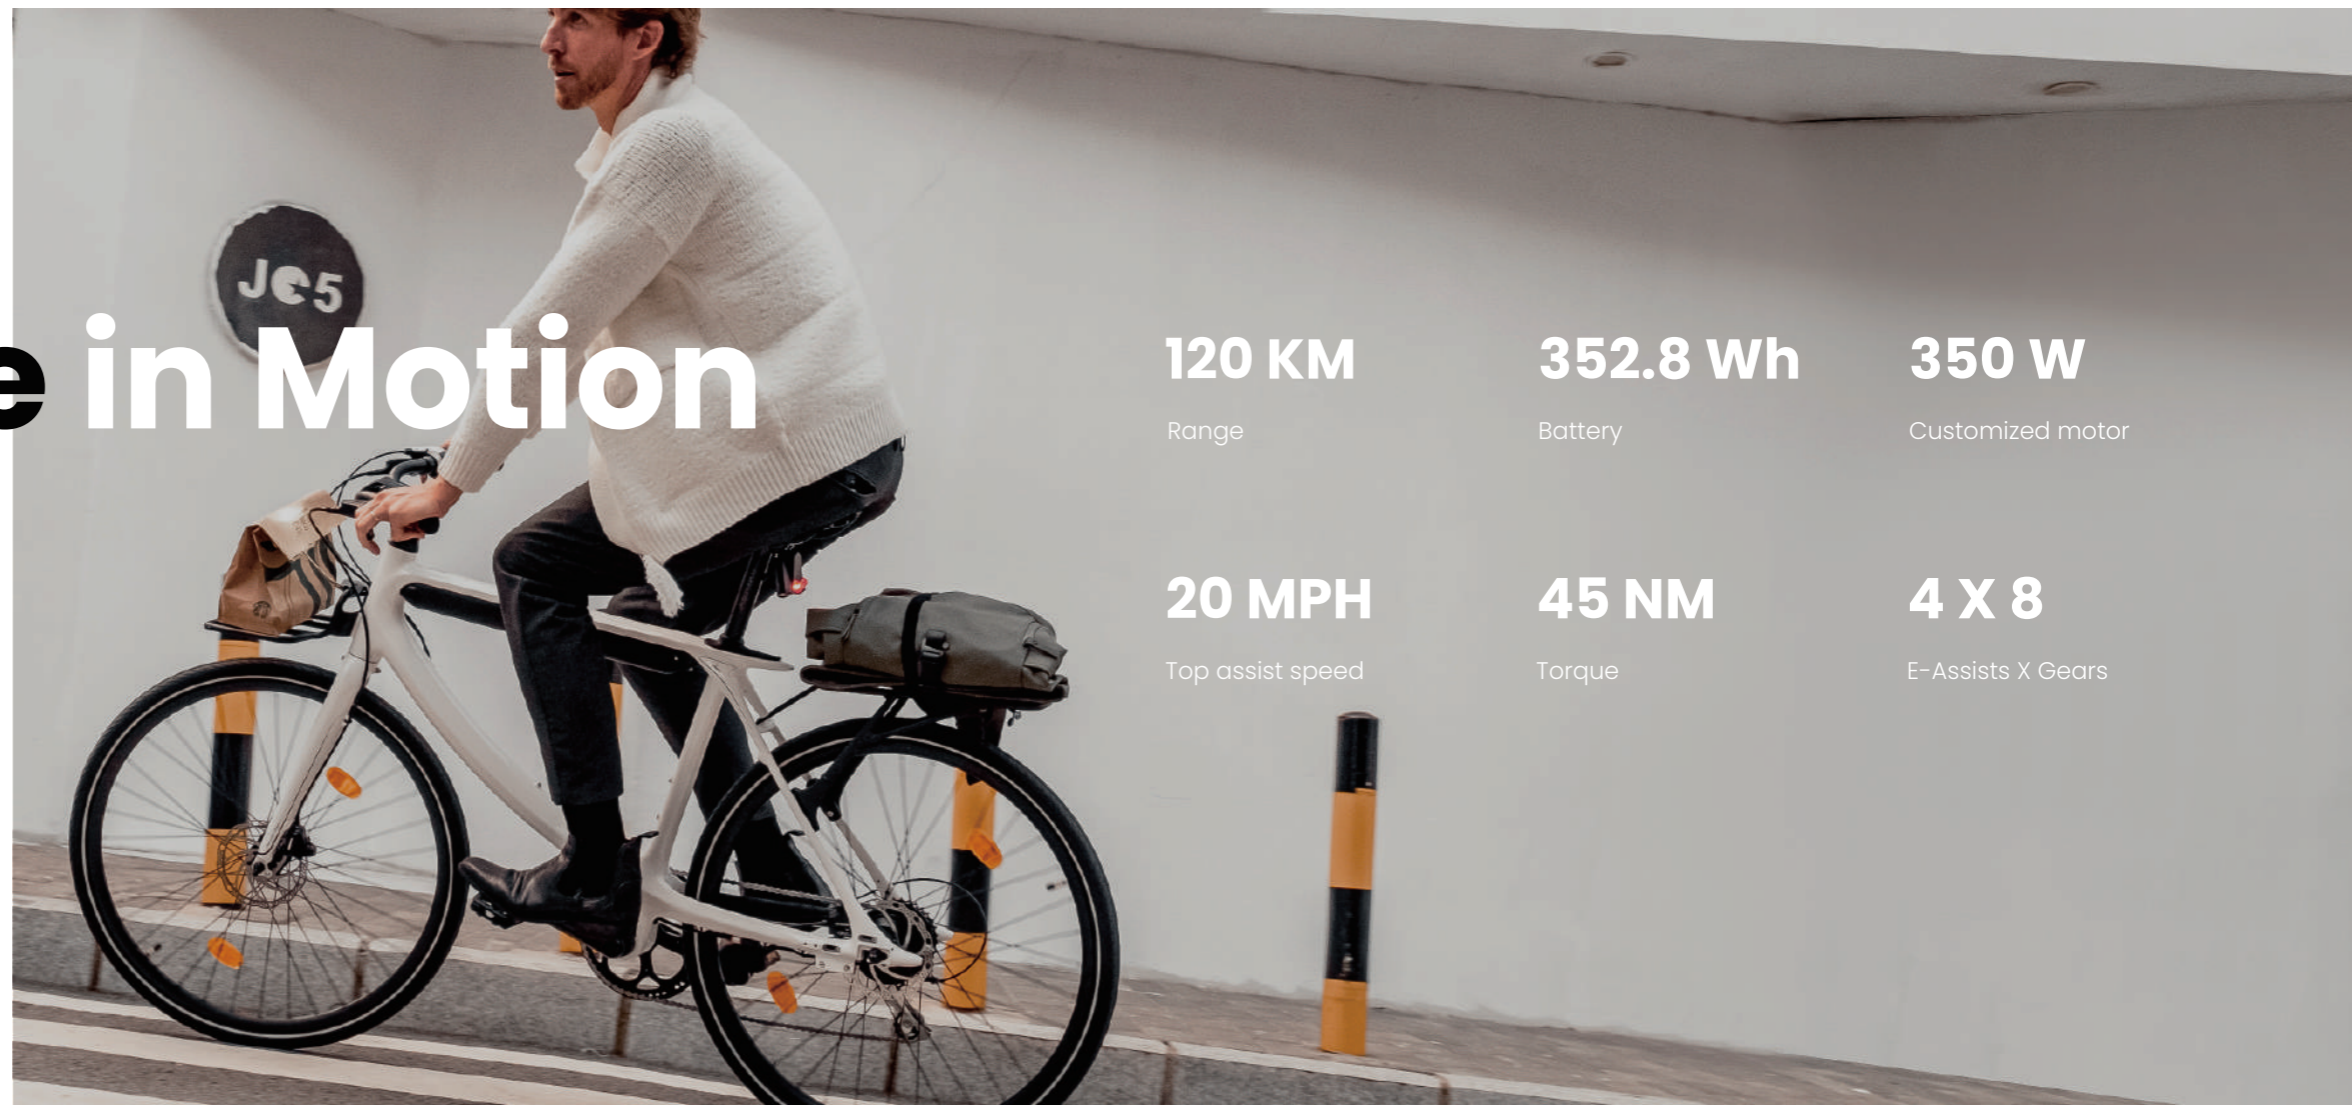 JC5
e in Motion
120 KM
352.8 Wh
350 W
Range
Battery
Customized motor
20 MPH
45 NM
4 X 8
Top assist speed
Torque
E-Assists X Gears